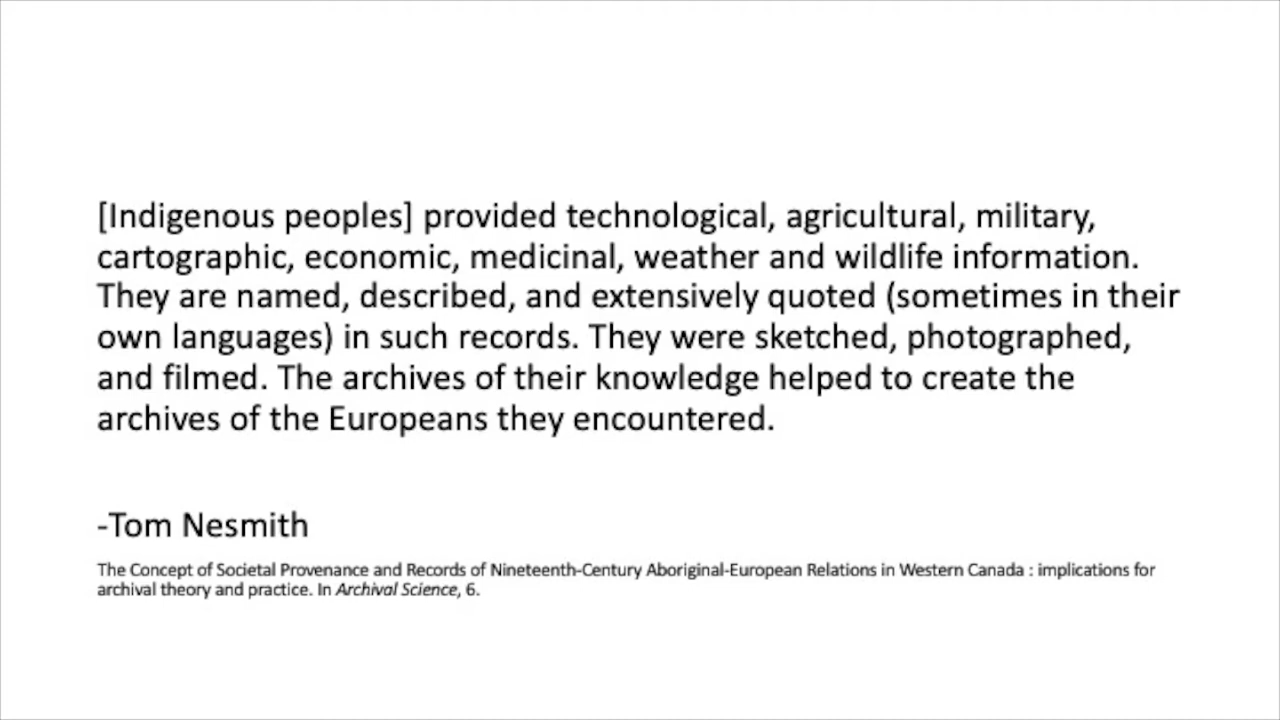 [Indigenous peoples] provided technological, agricultural, military,
cartographic, economic, medicinal, weather and wildlife information.
They are named, described, and extensively quoted (sometimes in their
own languages) in such records. They were sketched, photographed,
and filmed. The archives of their knowledge helped to create the
archives of the Europeans they encountered.
-Tom Nesmith
The Concept of Societal Provenance and Records of Nineteenth-Century Aboriginal-European Relations in Western Canada : implications for
archival theory and practice. In Archival Science, 6.